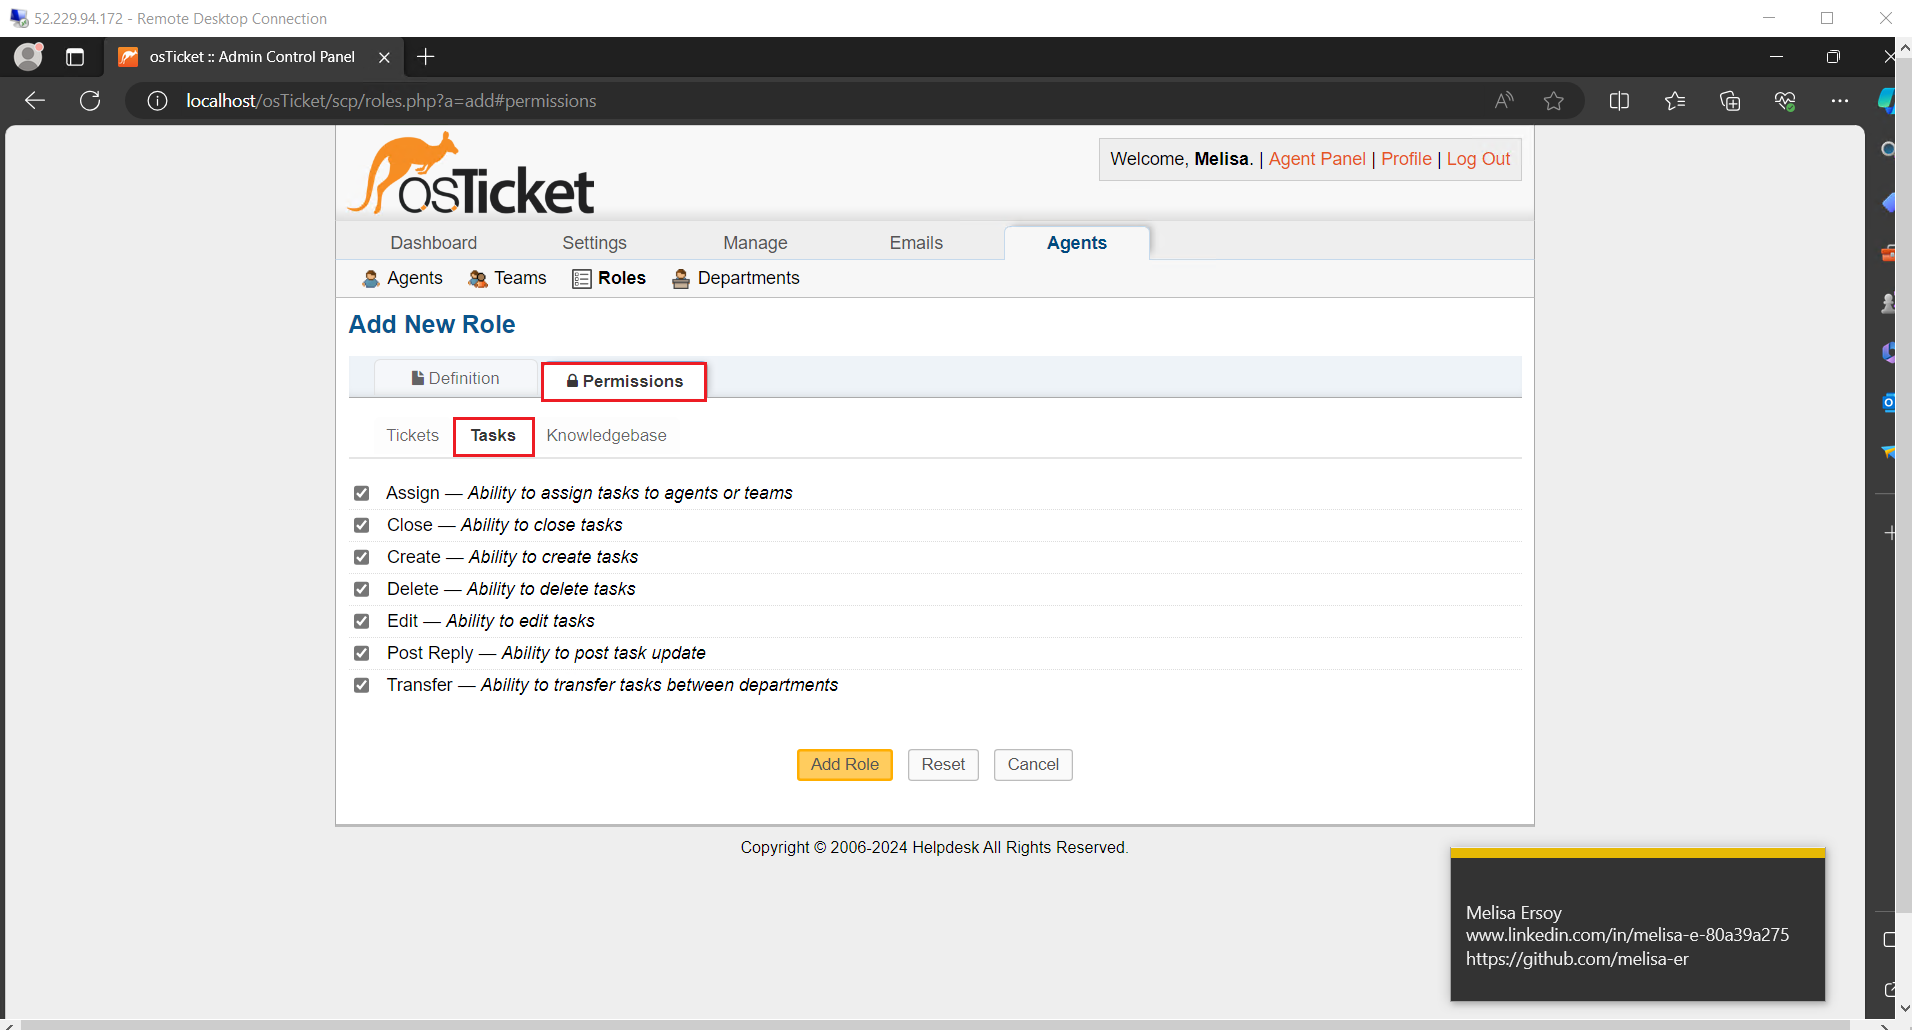 52.229.94.172 - Remote Desktop Connection
osTicket :: Admin Control Panel
localhost/osTicket/scp/roles.php?a=add#permissions
osTicket
Welcome, Melisa. | Agent Panel | Profile | Log Out
Dashboard Settings Manage Emails Agents
Agents Teams Roles Departments
Add New Role
Definition Permissions
Tickets Tasks Knowledgebase
Assign — Ability to assign tasks to agents or teams
Close — Ability to close tasks
Create — Ability to create tasks
Delete — Ability to delete tasks
Edit — Ability to edit tasks
Post Reply — Ability to post task update
Transfer — Ability to transfer tasks between departments
Add Role Reset Cancel
Copyright © 2006-2024 Helpdesk All Rights Reserved.
Melisa Ersoy
www.linkedin.com/in/melisa-e-80a39a275
https://github.com/melisa-er